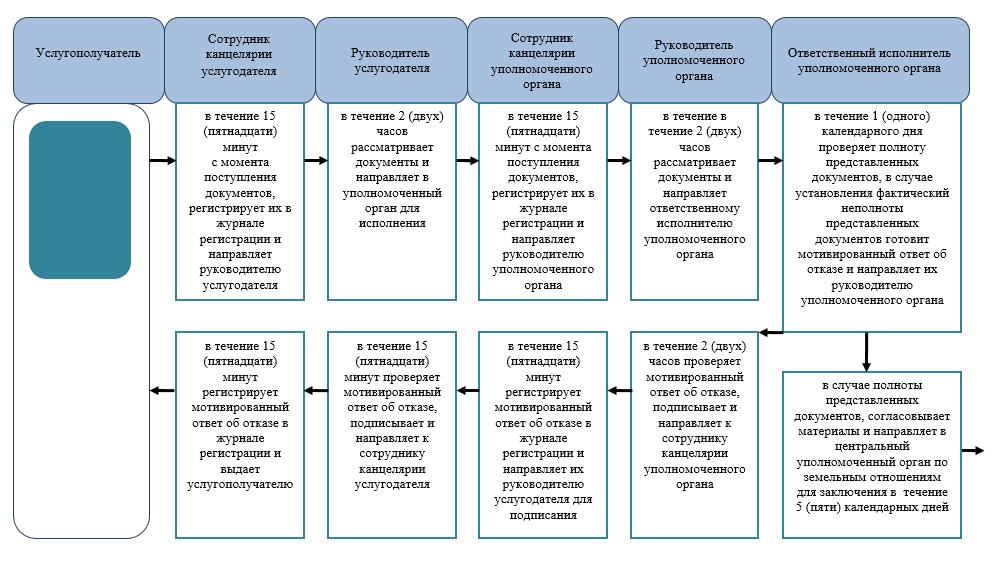 Услугополучатель
Сотрудник
канцелярии
услугодателя
Руководитель
услугодателя
Сотрудник
канцелярии
уполномоченного
органа
Руководитель
уполномоченного
органа
Ответственный исполнитель
уполномоченного органа
в течение 15
(пятнадцати)
минут
с момента
поступления
документов,
регистрирует их в
журнале
регистрации и
направляет
руководителю
услугодателя
в течение 2 (двух)
часов
рассматривает
документы и
направляет в
уполномоченный
орган для
исполнения
в течение 15
(пятнадцати)
минут с момента
поступления
документов,
регистрирует их в
журнале
регистрации и
направляет
руководителю
уполномоченного
органа
в течение в
течение 2 (двух)
часов
рассматривает
документы и
направляет
ответственному
исполнителю
уполномоченного
органа
в течение 1 (одного)
календарного дня
проверяет полноту
представленных
документов, в случае
установления фактический
неполноты
представленных
документов готовит
мотивированный ответ об
отказе и направляет их
руководителю
уполномоченного органа
в течение 15
(пятнадцати)
минут
регистрирует
мотивированный
ответ об отказе в
журнале
регистрации и
выдает
услугополучателю
в течение 15
(пятнадцати)
минут проверяет
мотивированный
ответ об отказе,
подписывает и
направляет к
сотруднику
канцелярии
услугодателя
в течение 15
(пятнадцати)
минут
регистрирует
мотивированный
ответ об отказе в
журнале
регистрации и
направляет их
руководителю
услугодателя для
подписания
в течение 2 (двух)
часов проверяет
мотивированный
ответ об отказе,
подписывает и
направляет к
сотруднику
канцелярии
уполномоченного
органа
в случае полноты
представленных
документов, согласовывает
материалы и направляет в
центральный
уполномоченный орган по
земельным отношениям
для заключения в течение
5 (пяти) календарных дней